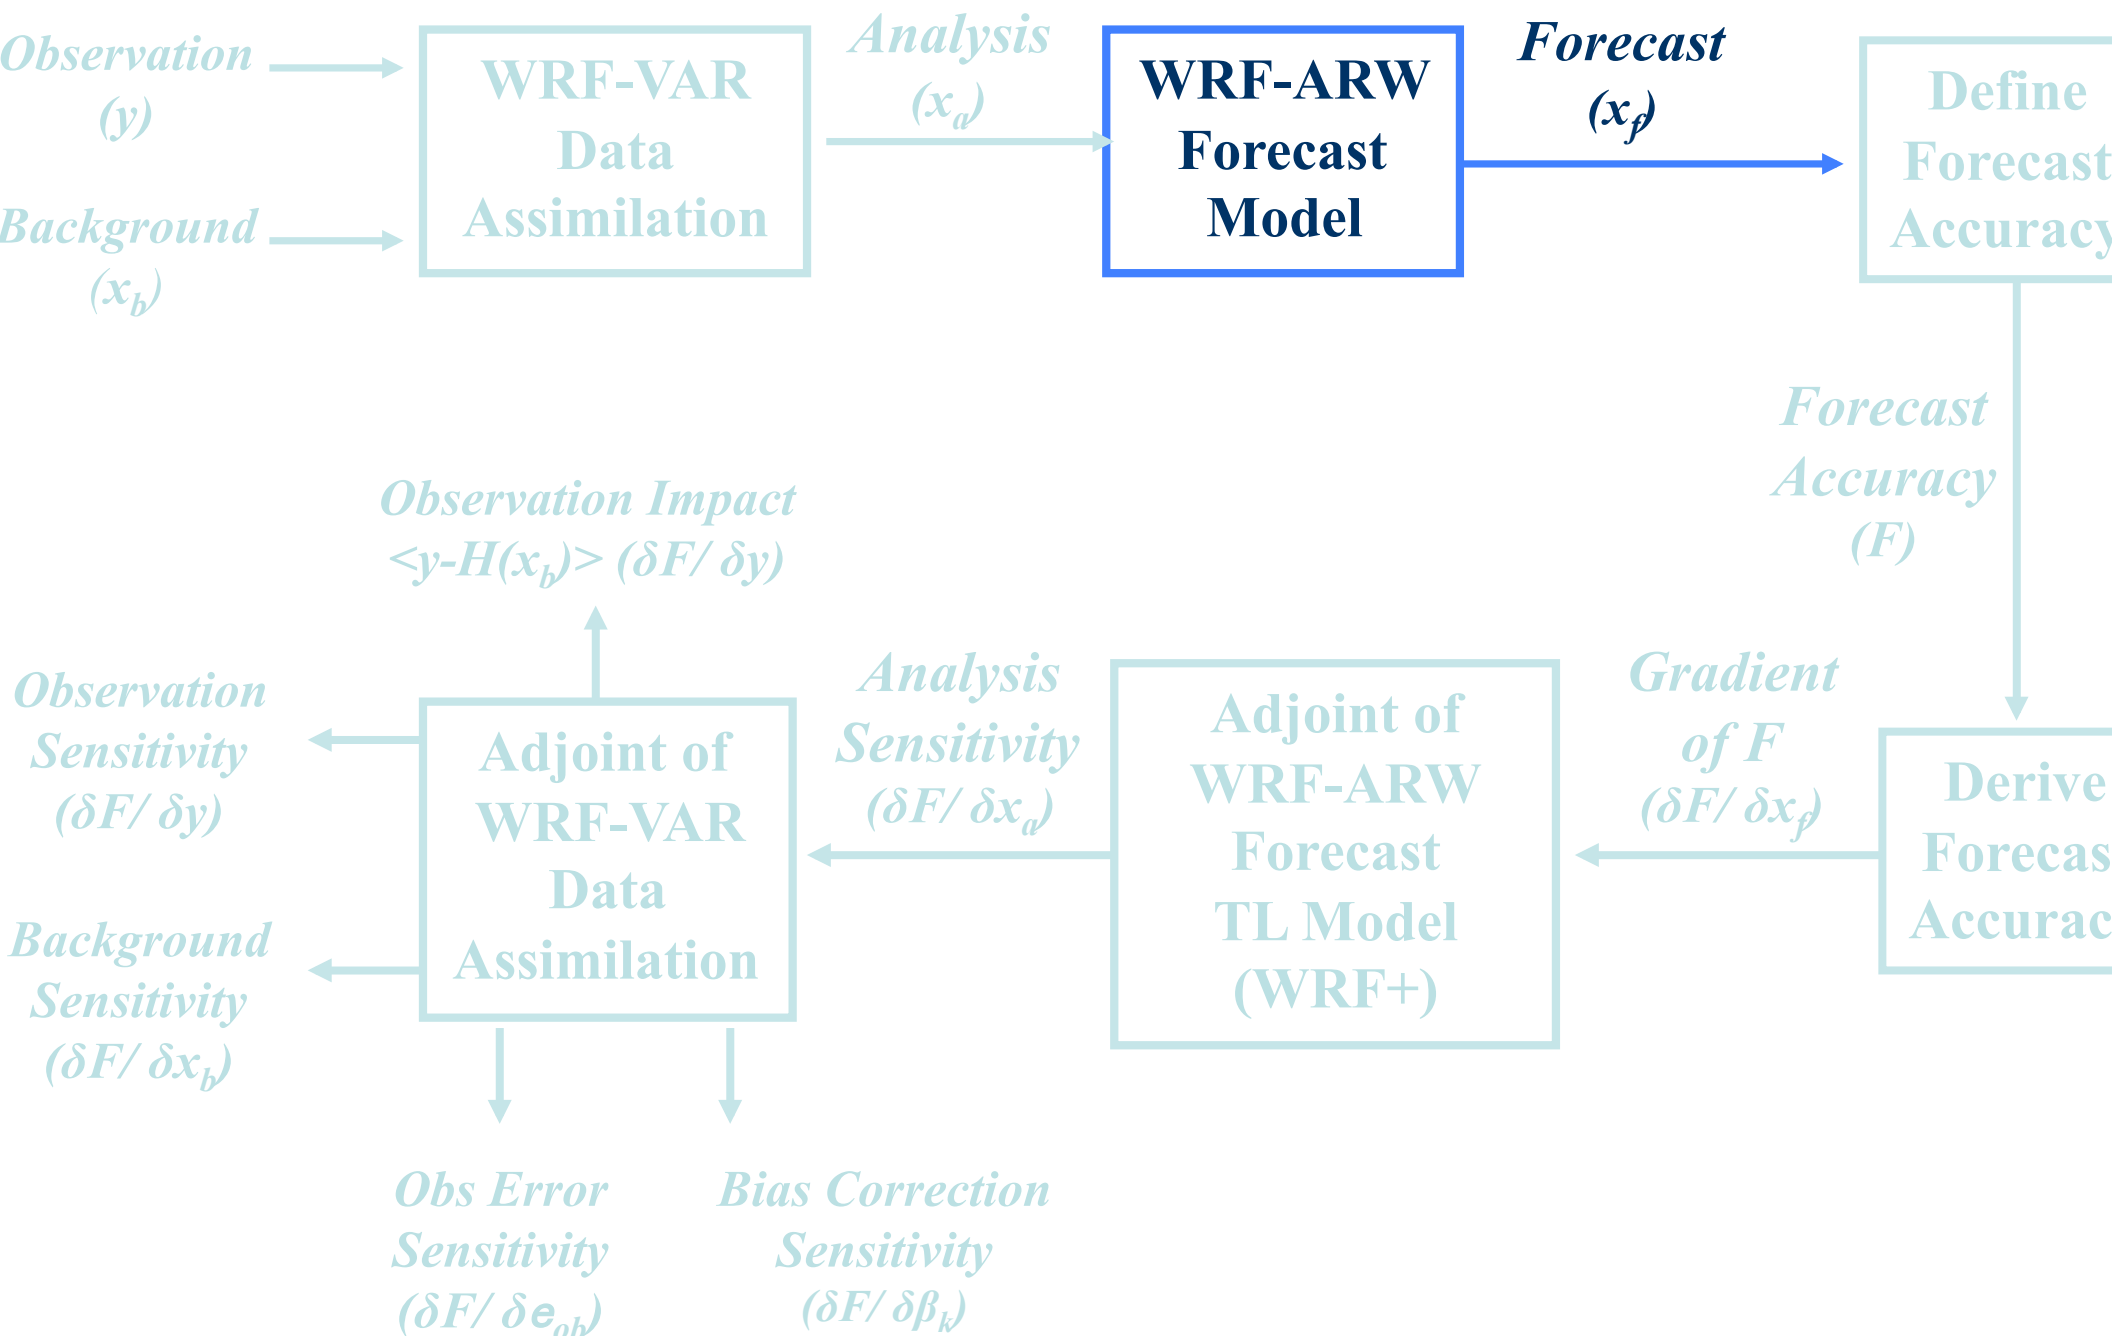 Observation
(y)
Background
(x_b)
WRF-VAR
Data
Assimilation
Analysis
(x_a)
WRF-ARW
Forecast
Model
Forecast
(x_f)
Define
Forecast
Accuracy
Forecast
Accuracy
(F)
Observation Impact
<y-H(x_b)> (δF/ δy)
Observation
Sensitivity
(δF/ δy)
Background
Sensitivity
(δF/ δx_b)
Adjoint of
WRF-VAR
Data
Assimilation
Analysis
Sensitivity
(δF/ δx_a)
Adjoint of
WRF-ARW
Forecast
TL Model
(WRF+)
Gradient
of F
(δF/ δx_f)
Derive
Forecas
Accurac
Obs Error
Sensitivity
(δF/ δe_ob)
Bias Correction
Sensitivity
(δF/ δβ_k)